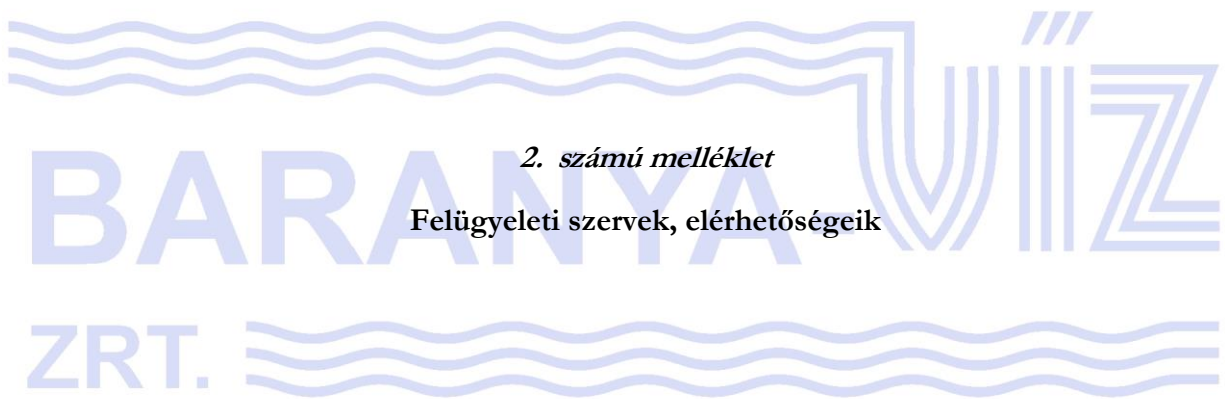 VÍZ
2. számú melléklet
BARANYA-
Felügyeleti szervek, elérhetőségeik
ZRT.